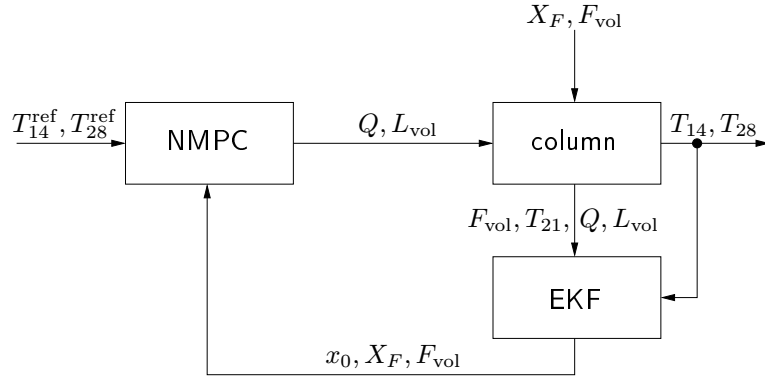 X_F, F_vol
T_14^ref, T_28^ref
NMPC
Q, L_vol
column
T_14, T_28
F_vol, T_21, Q, L_vol
EKF
x_0, X_F, F_vol